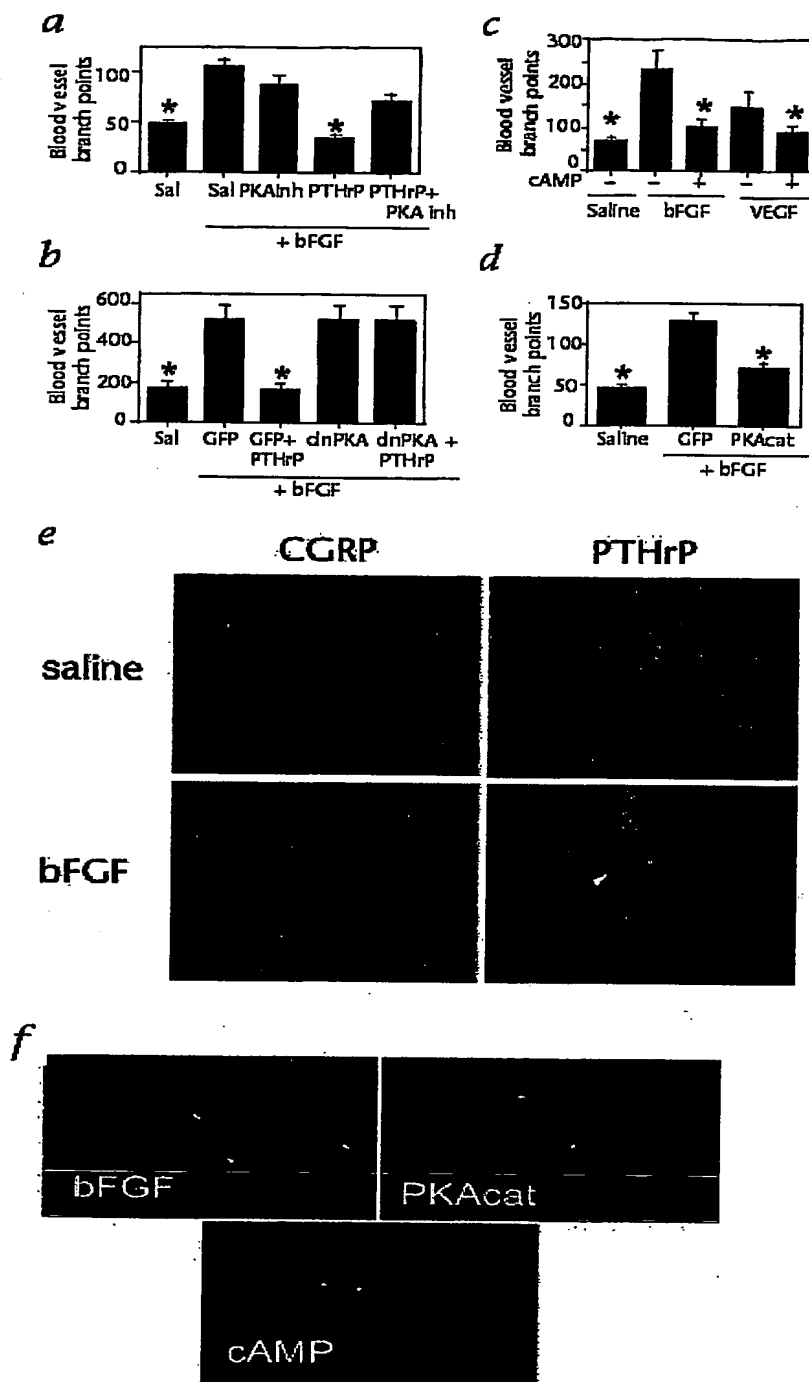 a
Blood vessel
branch points
100
50
0
*
*
Sal
Sal PKAinh PTHrP PTHrP+
PKA inh
+ bFGF
b
Blood vessel
branch points
600
400
200
0
*
*
Sal
GFP GFP+ dnPKA dnPKA +
PTHrP PTHrP
+ bFGF
c
Blood vessel
branch points
300
200
100
0
*
*
*
cAMP − − + − +
Saline bFGF VEGF
d
Blood vessel
branch points
150
100
50
0
*
*
Saline GFP PKAcat
+ bFGF
e
CGRP PTHrP
saline
bFGF
f
bFGF
PKAcat
cAMP